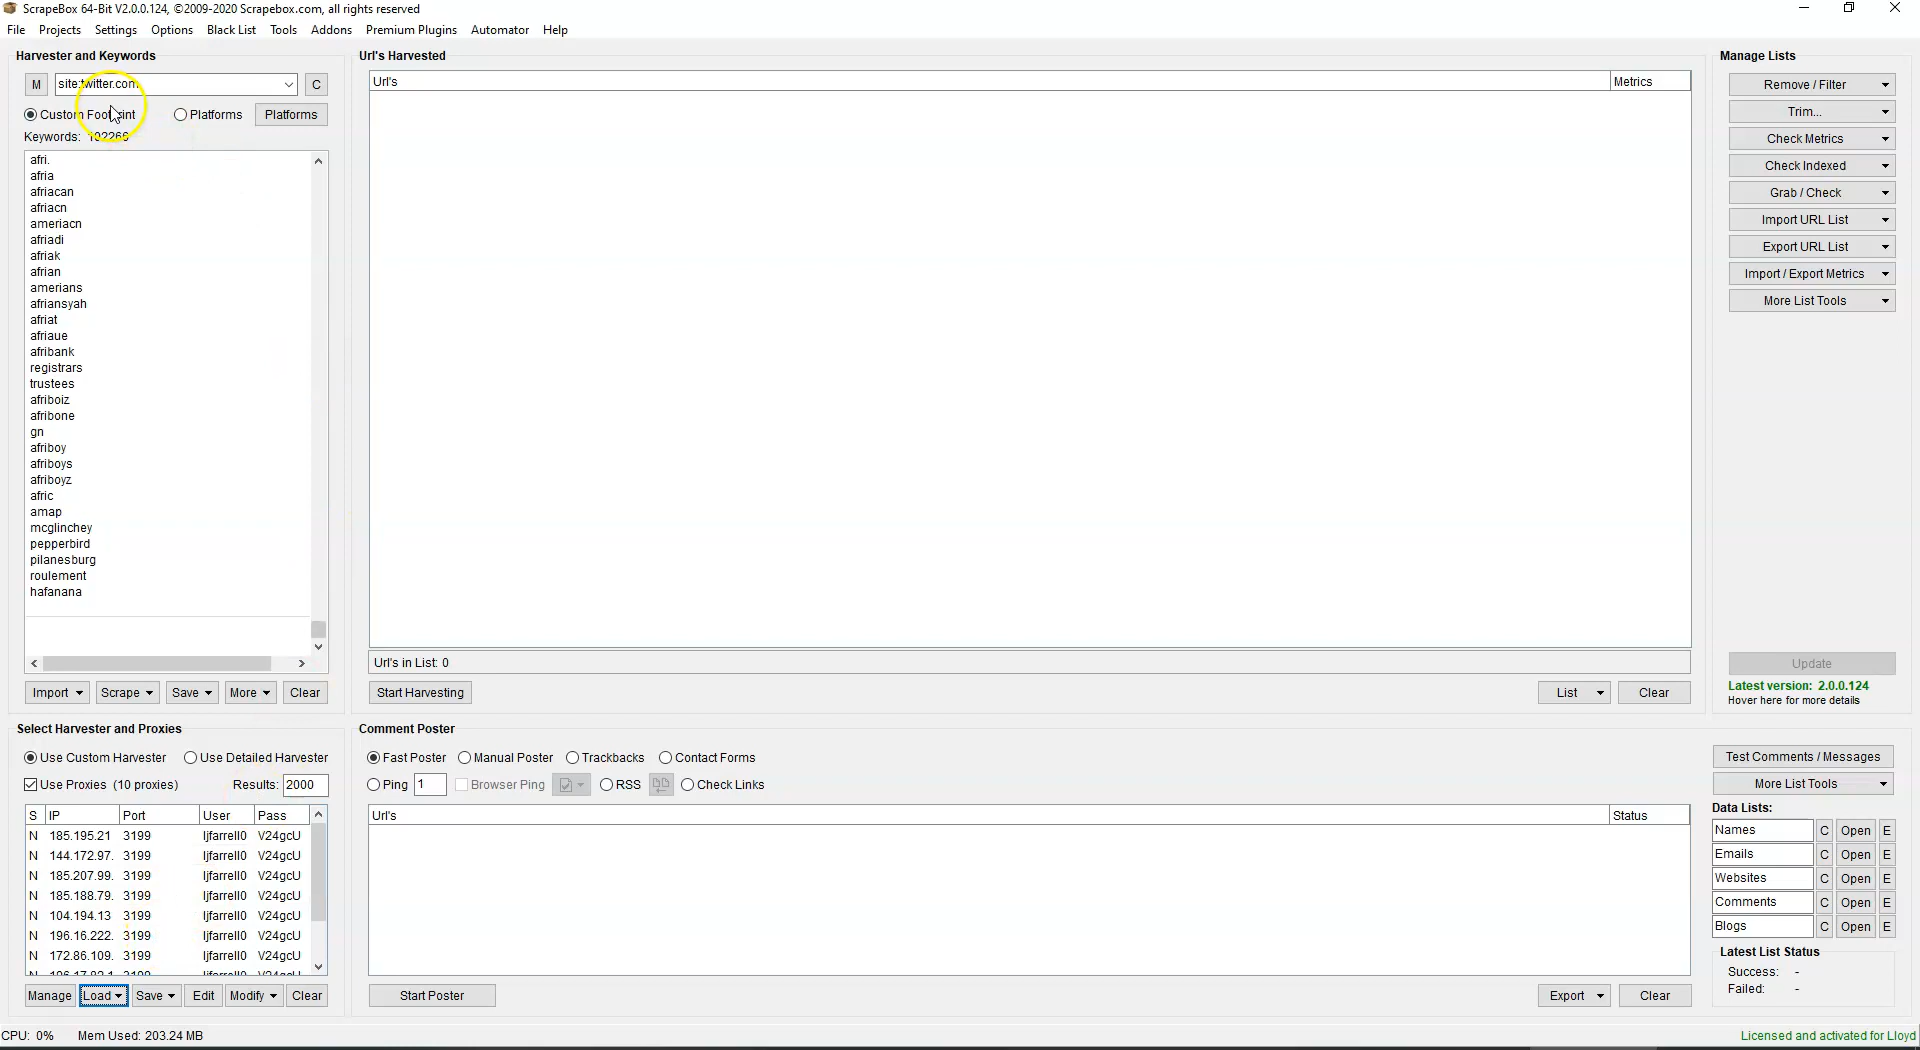 ScrapeBox 64-Bit V2.0.0.124, ©2009-2020 Scrapebox.com, all rights reserved
File Projects Settings Options Black List Tools Addons Premium Plugins Automator Help
Harvester and Keywords
M site:twitter.com C
Custom Footprint Platforms Platforms
Keywords: 102266
afri.
afria
afriacan
afriacn
ameriacn
afriadi
afriak
afrian
amerians
afriansyah
afriat
afriaue
afribank
registrars
trustees
afriboiz
afribone
gn
afriboy
afriboys
afriboyz
afric
amap
mcglinchey
pepperbird
pilanesburg
roulement
hafanana
Import Scrape Save More Clear
Url's Harvested
Url's Metrics
Url's in List: 0
Start Harvesting List Clear
Manage Lists
Remove / Filter
Trim...
Check Metrics
Check Indexed
Grab / Check
Import URL List
Export URL List
Import / Export Metrics
More List Tools
Update
Latest version: 2.0.0.124
Hover here for more details
Select Harvester and Proxies
Use Custom Harvester Use Detailed Harvester
Use Proxies (10 proxies) Results: 2000
S IP Port User Pass
N 185.195.21 3199 ljfarrell0 V24gcU
N 144.172.97. 3199 ljfarrell0 V24gcU
N 185.207.99. 3199 ljfarrell0 V24gcU
N 185.188.79. 3199 ljfarrell0 V24gcU
N 104.194.13 3199 ljfarrell0 V24gcU
N 196.16.222. 3199 ljfarrell0 V24gcU
N 172.86.109. 3199 ljfarrell0 V24gcU
Manage Load Save Edit Modify Clear
Comment Poster
Fast Poster Manual Poster Trackbacks Contact Forms
Ping 1 Browser Ping RSS Check Links
Url's Status
Start Poster Export Clear
Test Comments / Messages
More List Tools
Data Lists:
Names C Open E
Emails C Open E
Websites C Open E
Comments C Open E
Blogs C Open E
Latest List Status
Success: -
Failed: -
CPU: 0% Mem Used: 203.24 MB
Licensed and activated for Lloyd